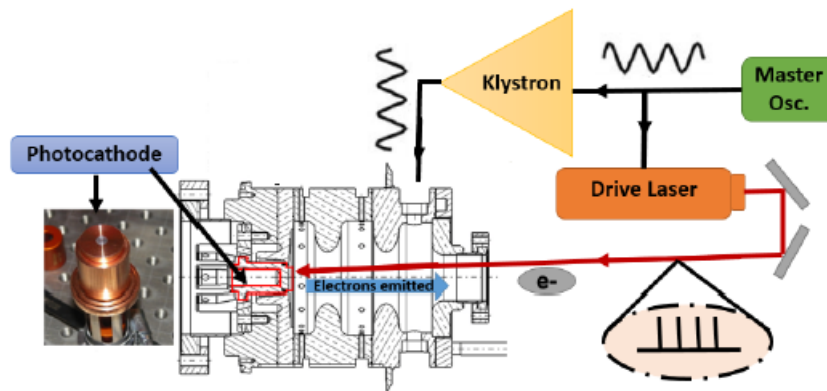 Klystron
Master
Osc.
Photocathode
Drive Laser
Electrons emitted
e-